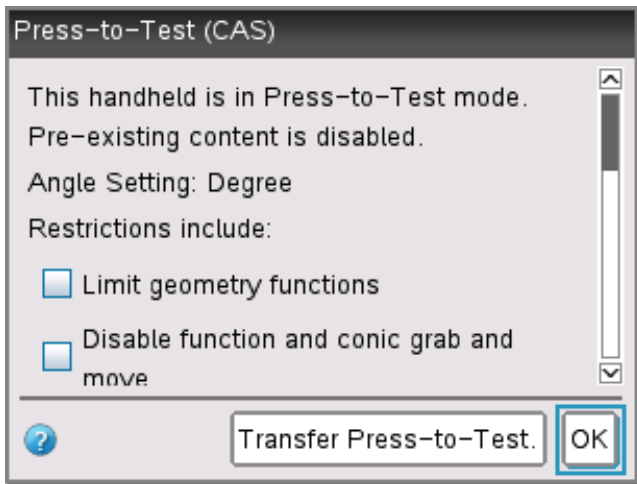 Press-to-Test (CAS)
This handheld is in Press-to-Test mode.
Pre-existing content is disabled.
Angle Setting: Degree
Restrictions include:
Limit geometry functions
Disable function and conic grab and
move
?
Transfer Press-to-Test.
OK